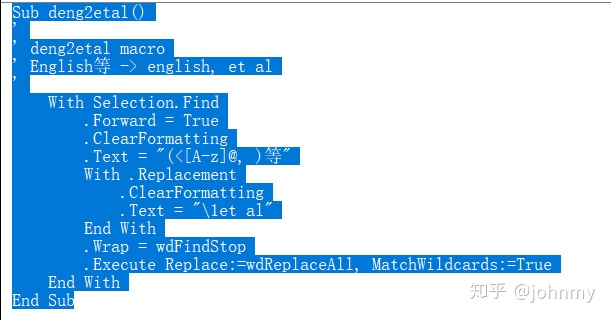 Sub deng2etal()
'
' deng2etal macro
' English等 -> english, et al
'
    With Selection.Find
        .Forward = True
        .ClearFormatting
        .Text = "(<[A-z]@, )等"
        With .Replacement
            .ClearFormatting
            .Text = "\1et al"
        End With
        .Wrap = wdFindStop
        .Execute Replace:=wdReplaceAll, MatchWildcards:=True
    End With
End Sub
知乎 @johnmy